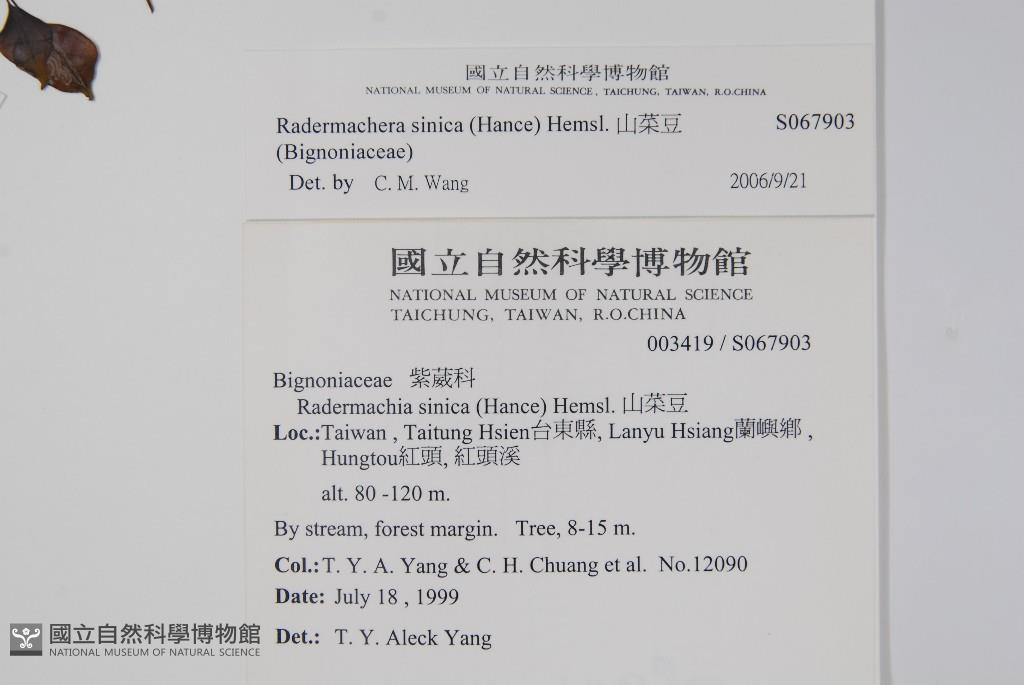 國立自然科學博物館
NATIONAL MUSEUM OF NATURAL SCIENCE, TAICHUNG, TAIWAN, R.O.CHINA
Radermachera sinica (Hance) Hemsl. 山菜豆 S067903
(Bignoniaceae)
Det. by C. M. Wang 2006/9/21
國立自然科學博物館
NATIONAL MUSEUM OF NATURAL SCIENCE
TAICHUNG, TAIWAN, R.O.CHINA
003419 / S067903
Bignoniaceae 紫葳科
Radermachia sinica (Hance) Hemsl. 山菜豆
Loc.:Taiwan , Taitung Hsien台東縣, Lanyu Hsiang蘭嶼鄉 ,
Hungtou紅頭, 紅頭溪
alt. 80 -120 m.
By stream, forest margin. Tree, 8-15 m.
Col.:T. Y. A. Yang & C. H. Chuang et al. No.12090
Date: July 18 , 1999
Det.: T. Y. Aleck Yang
國立自然科學博物館
NATIONAL MUSEUM OF NATURAL SCIENCE